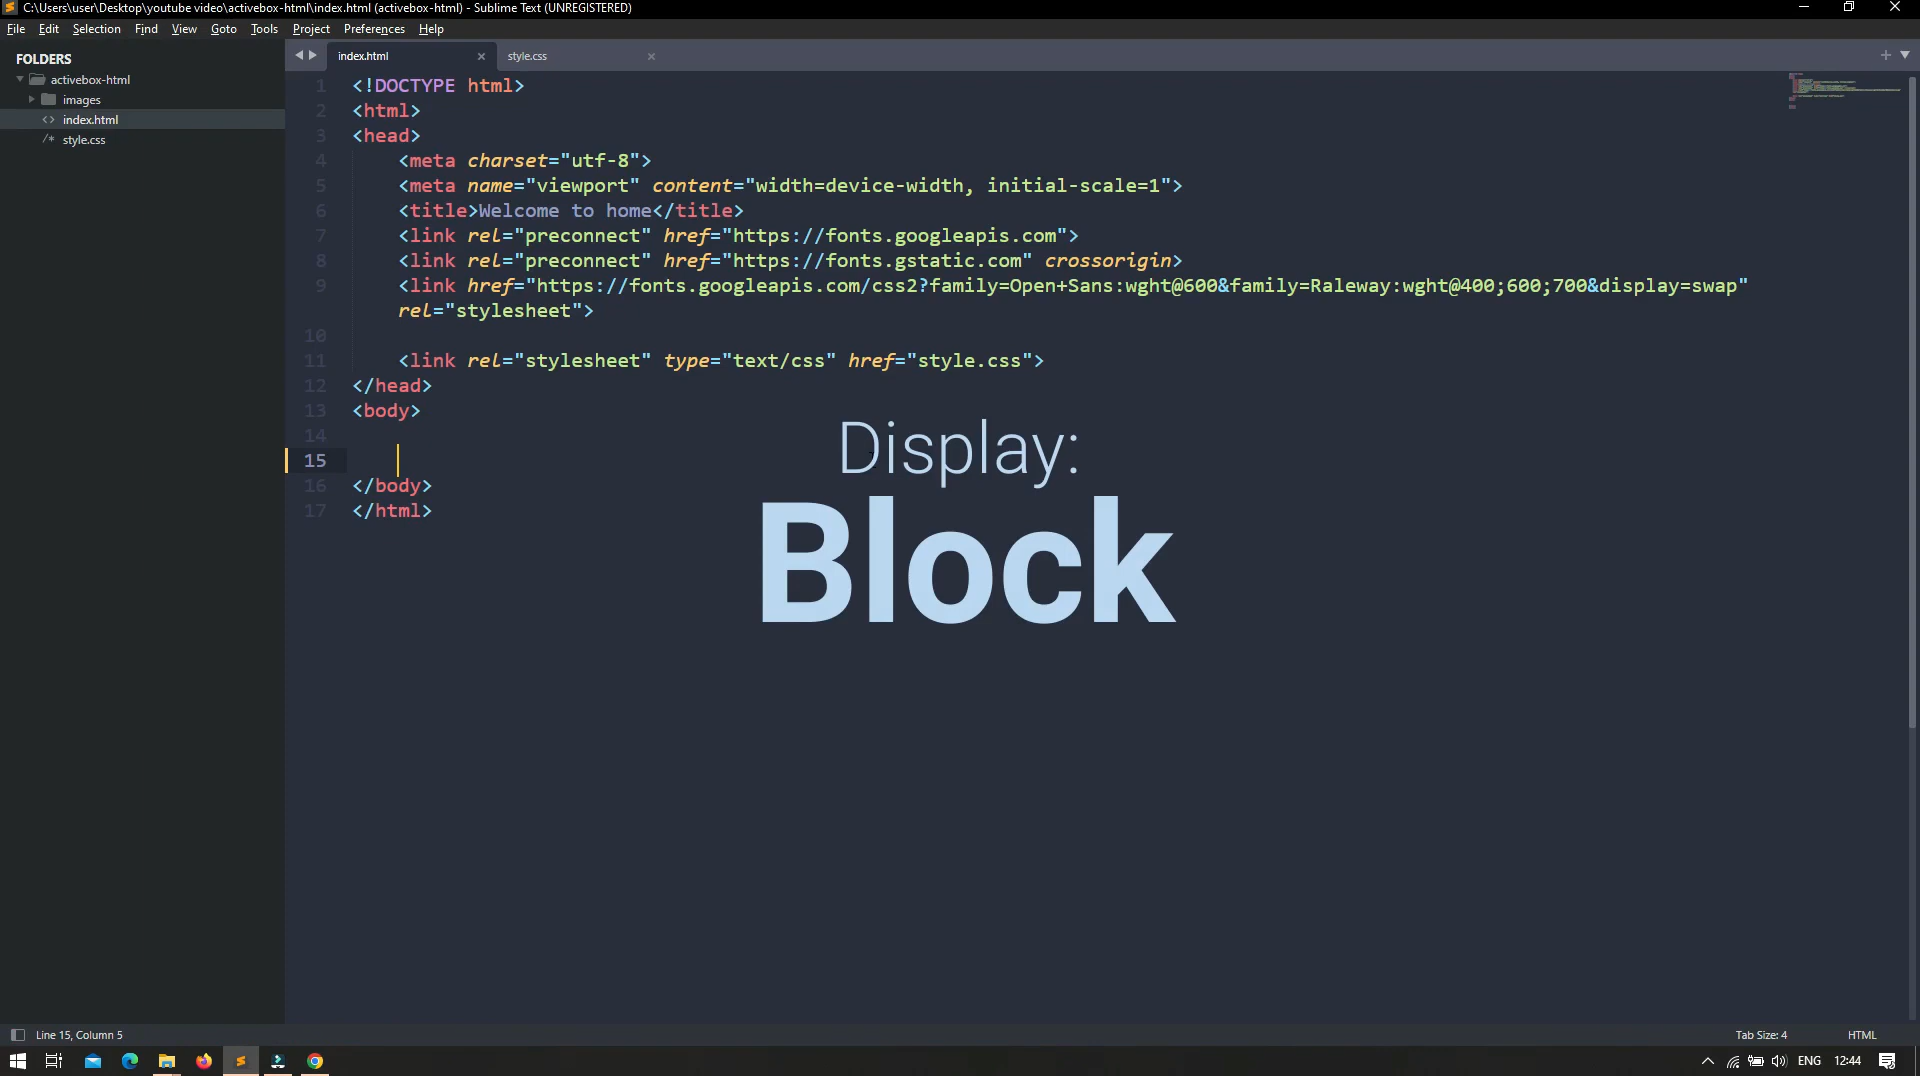 C:\Users\user\Desktop\youtube video\activebox-html\index.html (activebox-html) - Sublime Text (UNREGISTERED)
File Edit Selection Find View Goto Tools Project Preferences Help
FOLDERS
activebox-html
images
index.html
style.css
index.html
style.css
1 <!DOCTYPE html>
2 <html>
3 <head>
4 <meta charset="utf-8">
5 <meta name="viewport" content="width=device-width, initial-scale=1">
6 <title>Welcome to home</title>
7 <link rel="preconnect" href="https://fonts.googleapis.com">
8 <link rel="preconnect" href="https://fonts.gstatic.com" crossorigin>
9 <link href="https://fonts.googleapis.com/css2?family=Open+Sans:wght@600&family=Raleway:wght@400;600;700&display=swap"
rel="stylesheet">
10
11 <link rel="stylesheet" type="text/css" href="style.css">
12 </head>
13 <body>
14
15
16 </body>
17 </html>
Display:
Block
Line 15, Column 5
Tab Size: 4
HTML
ENG
12:44